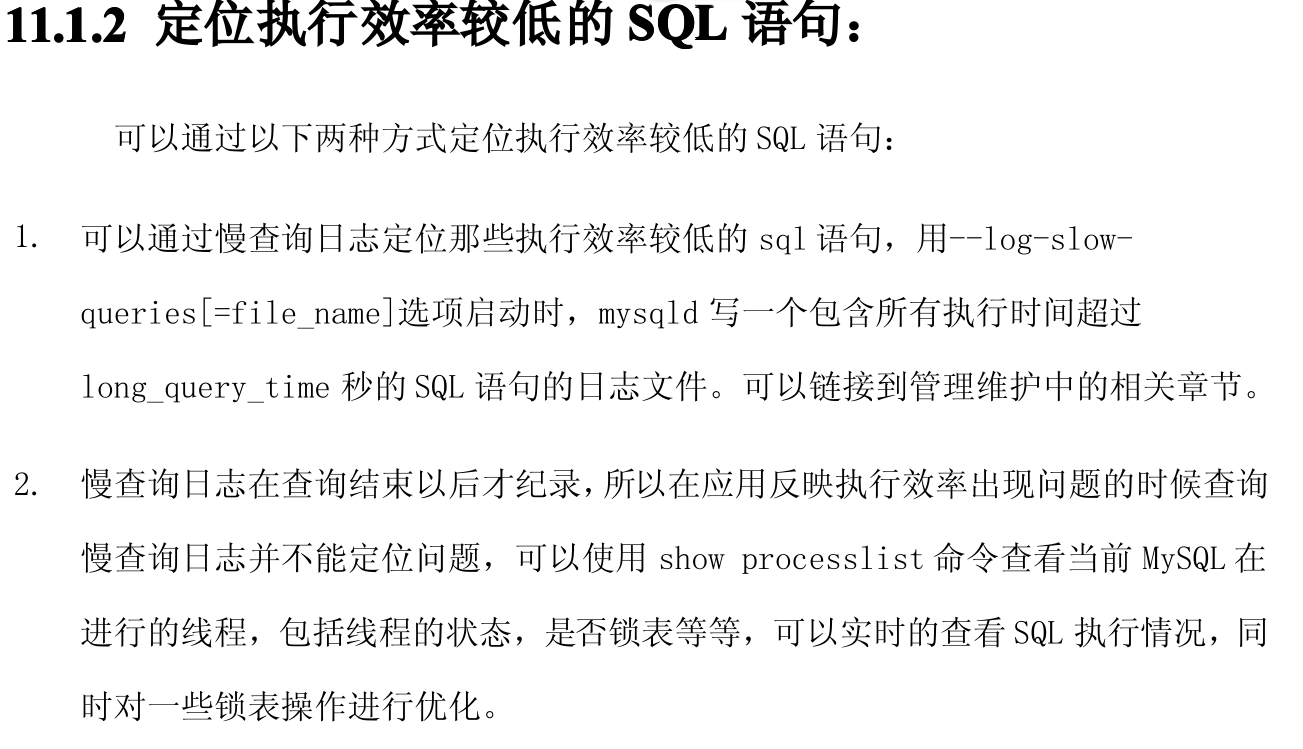 11.1.2 定位执行效率较低的 SQL 语句：
可以通过以下两种方式定位执行效率较低的 SQL 语句：
1. 可以通过慢查询日志定位那些执行效率较低的 sql 语句，用--log-slow-
queries[=file_name]选项启动时，mysqld 写一个包含所有执行时间超过
long_query_time 秒的 SQL 语句的日志文件。可以链接到管理维护中的相关章节。
2. 慢查询日志在查询结束以后才纪录，所以在应用反映执行效率出现问题的时候查询
慢查询日志并不能定位问题，可以使用 show processlist 命令查看当前 MySQL 在
进行的线程，包括线程的状态，是否锁表等等，可以实时的查看 SQL 执行情况，同
时对一些锁表操作进行优化。